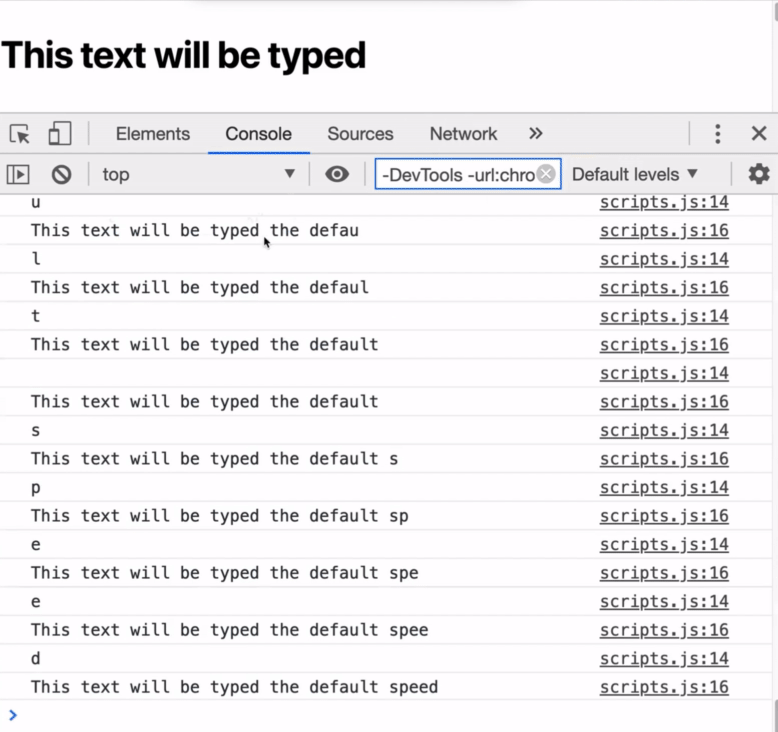 This text will be typed
Elements Console Sources Network »
top ▼ -DevTools -url:chro Default levels ▼
u scripts.js:14
This text will be typed the defau scripts.js:16
l scripts.js:14
This text will be typed the defaul scripts.js:16
t scripts.js:14
This text will be typed the default scripts.js:16
scripts.js:14
This text will be typed the default scripts.js:16
s scripts.js:14
This text will be typed the default s scripts.js:16
p scripts.js:14
This text will be typed the default sp scripts.js:16
e scripts.js:14
This text will be typed the default spe scripts.js:16
e scripts.js:14
This text will be typed the default spee scripts.js:16
d scripts.js:14
This text will be typed the default speed scripts.js:16
>